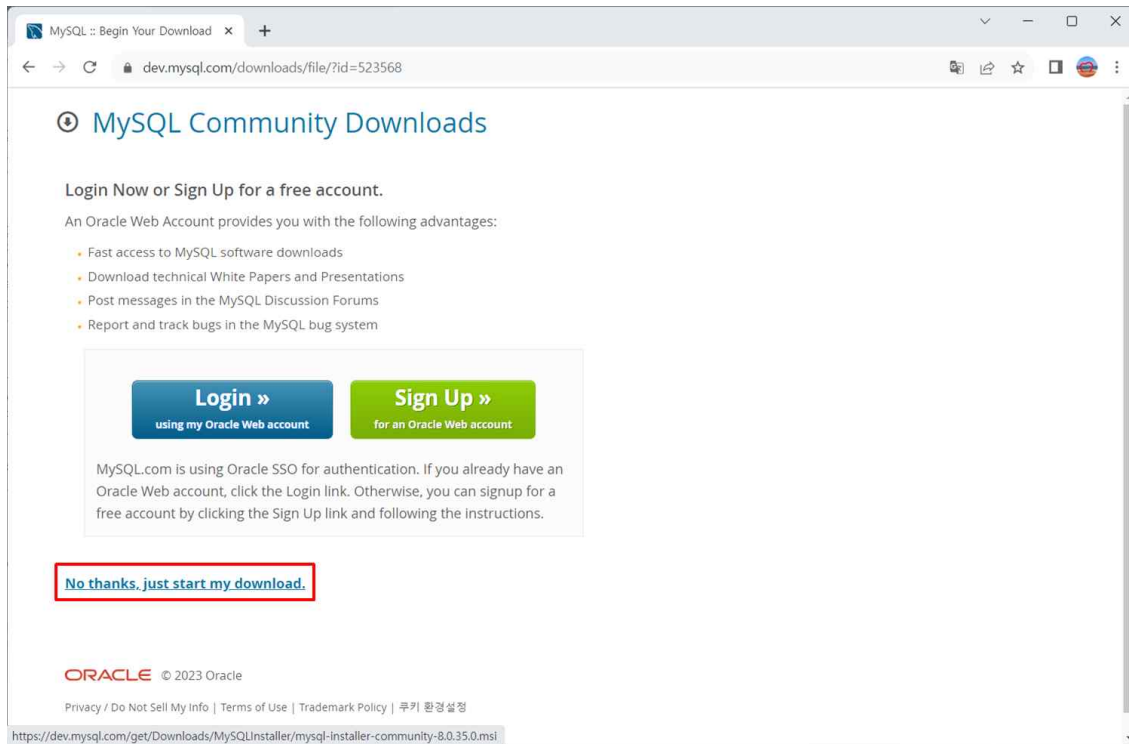 MySQL :: Begin Your Download
dev.mysql.com/downloads/file/?id=523568
MySQL Community Downloads
Login Now or Sign Up for a free account.
An Oracle Web Account provides you with the following advantages:
Fast access to MySQL software downloads
Download technical White Papers and Presentations
Post messages in the MySQL Discussion Forums
Report and track bugs in the MySQL bug system
Login »
using my Oracle Web account
Sign Up »
for an Oracle Web account
MySQL.com is using Oracle SSO for authentication. If you already have an
Oracle Web account, click the Login link. Otherwise, you can signup for a
free account by clicking the Sign Up link and following the instructions.
No thanks, just start my download.
ORACLE © 2023 Oracle
Privacy / Do Not Sell My Info | Terms of Use | Trademark Policy | 쿠키 환경설정
https://dev.mysql.com/get/Downloads/MySQLInstaller/mysql-installer-community-8.0.35.0.msi